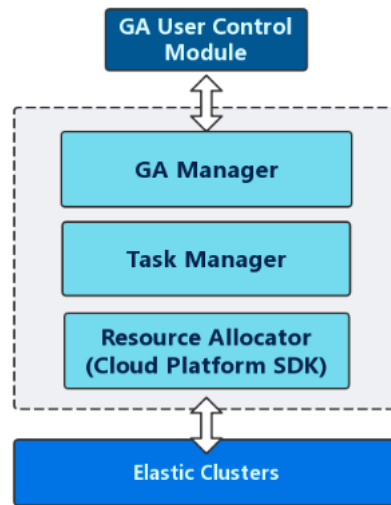 GA User Control
Module
GA Manager
Task Manager
Resource Allocator
(Cloud Platform SDK)
Elastic Clusters